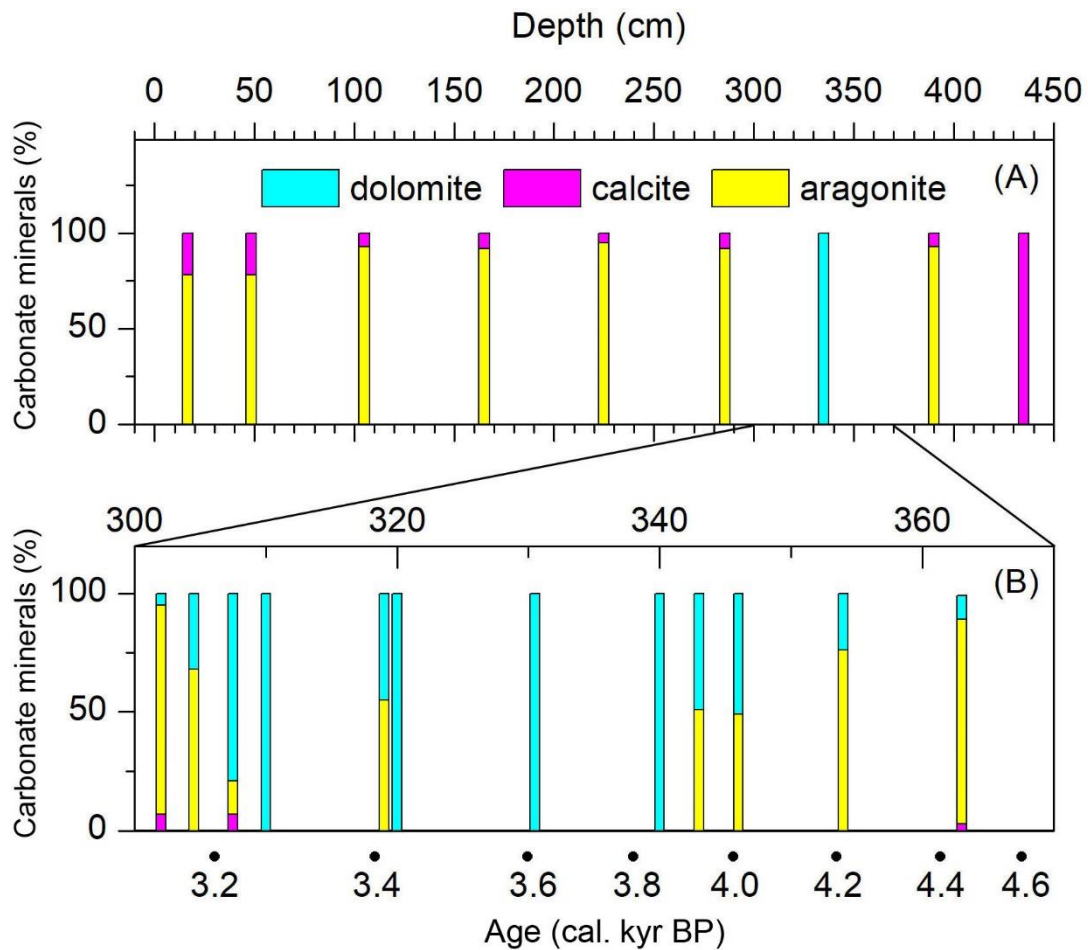 Depth (cm)
0 50 100 150 200 250 300 350 400 450
Carbonate minerals (%)
dolomite calcite aragonite (A)
100
50
0
300 320 340 360
Carbonate minerals (%)
(B)
100
50
0
3.2 3.4 3.6 3.8 4.0 4.2 4.4 4.6
Age (cal. kyr BP)